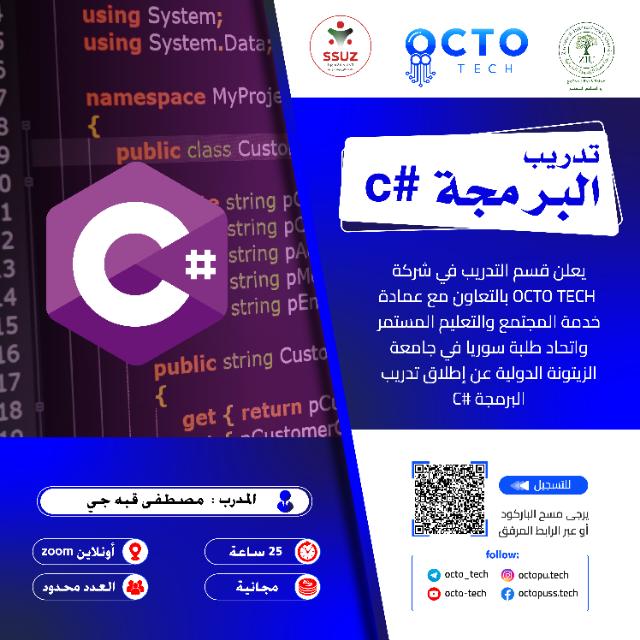 using System;
using System.Data;
namespace MyProje
{
public class Custo
string pC
string pC
string pA
string pM
string pEn
public string Custo
{
get { return pCu
pCustomer
C#
SSUZ
OCTO
TECH
ZIU
تدريب
البرمجة #c
يعلن قسم التدريب في شركة
OCTO TECH بالتعاون مع عمادة
خدمة المجتمع والتعليم المستمر
واتحاد طلبة سوريا في جامعة
الزيتونة الدولية عن إطلاق تدريب
البرمجة #C
المدرب : مصطفى قبه جي
25 ساعة
أونلاين zoom
مجانية
العدد محدود
للتسجيل
يرجى مسح الباركود
أو عبر الرابط المرفق
follow:
octo_tech
octopu.tech
octo-tech
octopuss.tech